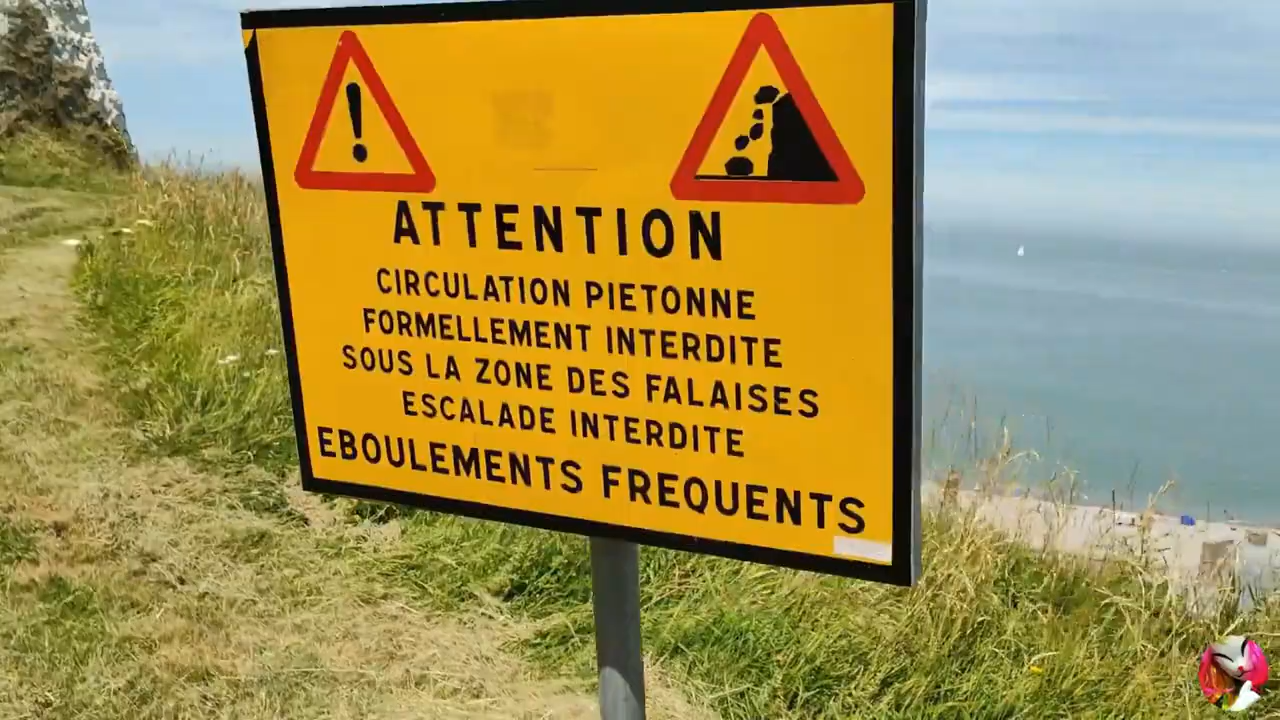 ATTENTION
CIRCULATION PIETONNE
FORMELLEMENT INTERDITE
SOUS LA ZONE DES FALAISES
ESCALADE INTERDITE
EBOULEMENTS FREQUENTS